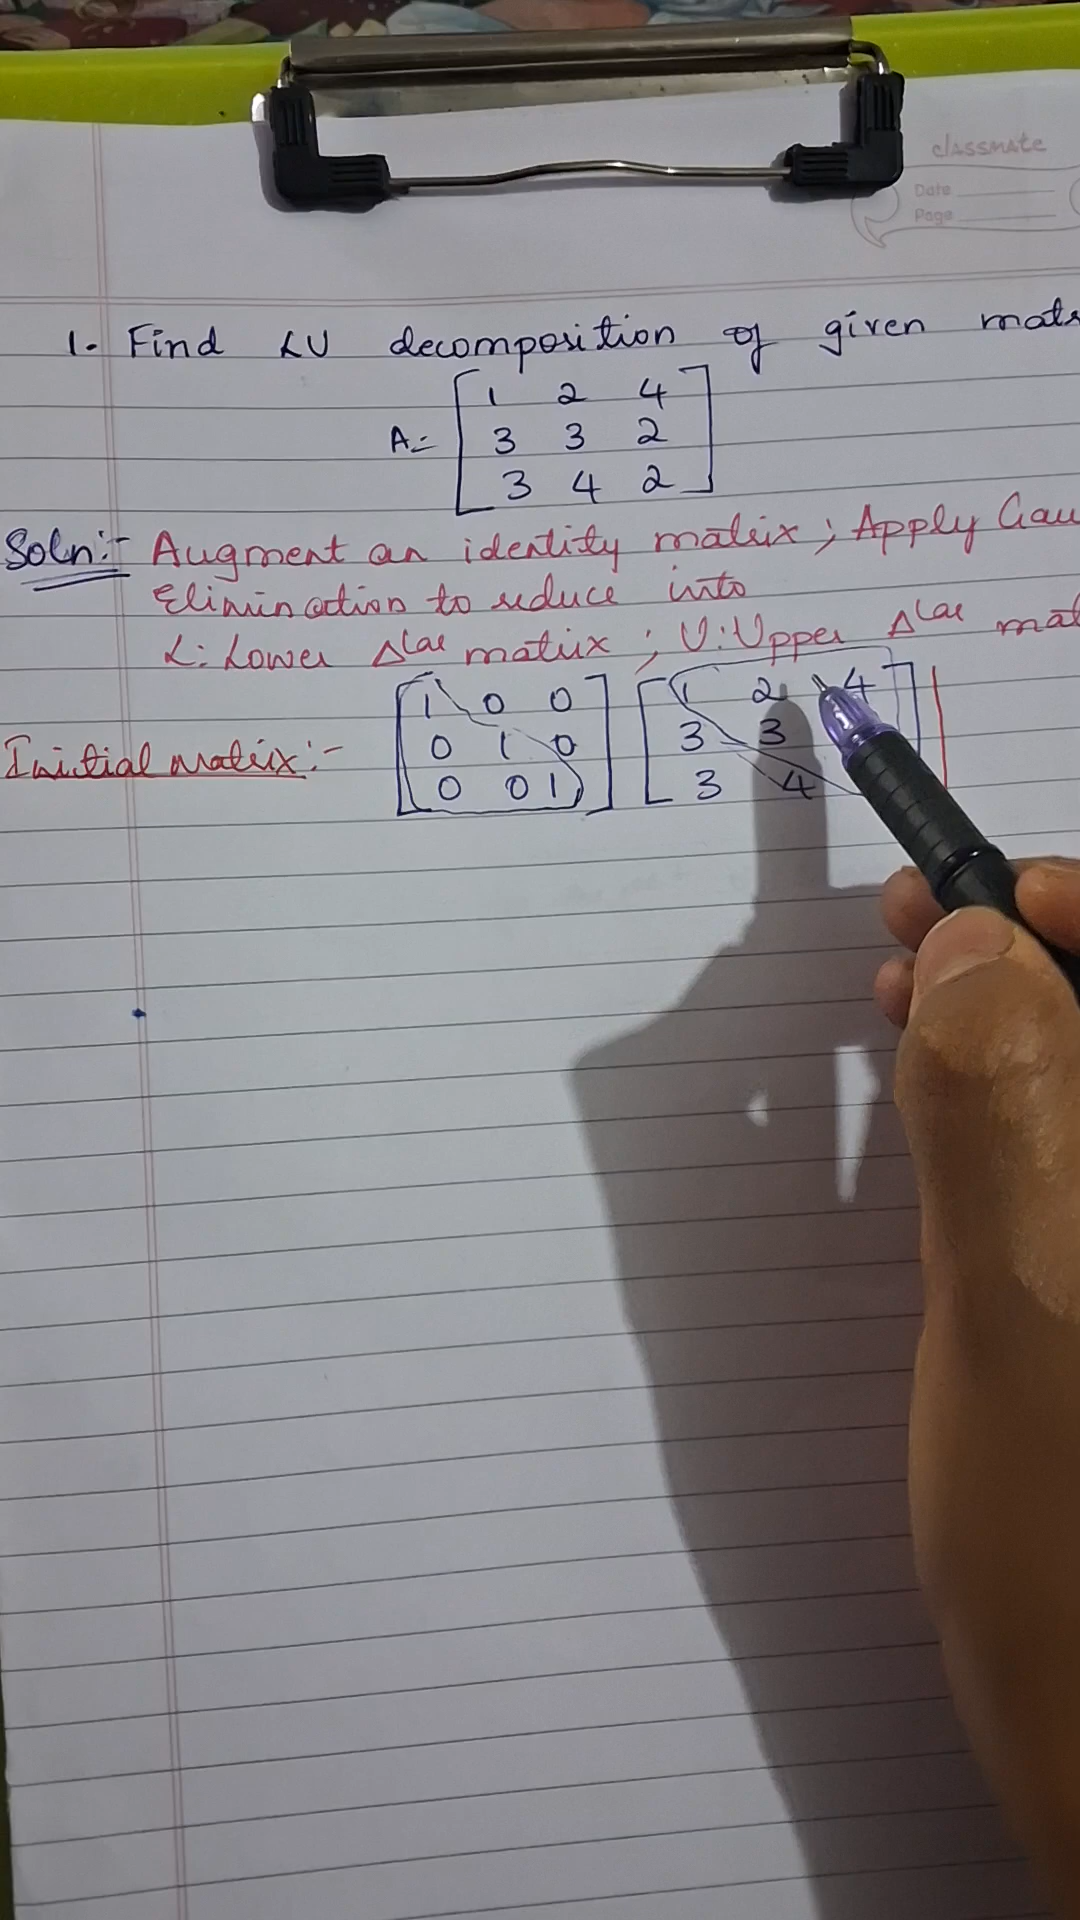 classmate
Date
Page
1. Find LU decomposition of given
A = [1 2 4
3 3 2
3 4 2]
Soln:- Augment an identity matrix; Apply
Elimination to reduce into
L: Lower Δlar matrix; U: Upper Δlar
Initial matrix:- [1 0 0] [1 2 4]
0 1 0 3 3
0 0 1 3 4